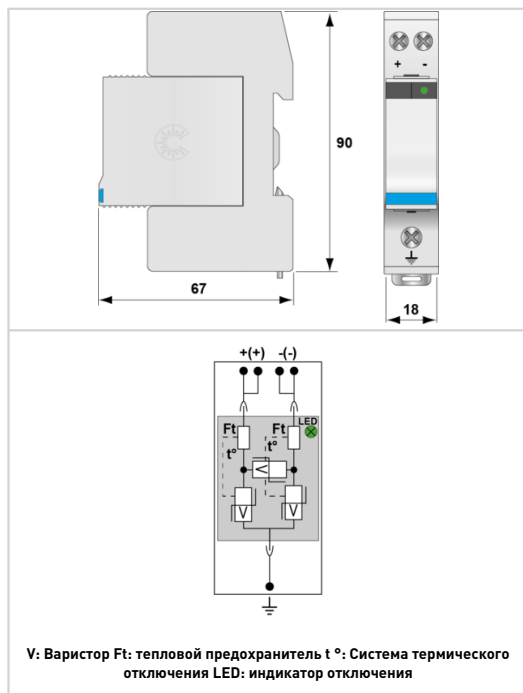 + -
90
67
18
+(+) -(-)
LED
Ft Ft
t° t°
V
V V
V: Варистор Ft: тепловой предохранитель t °: Система термического
отключения LED: индикатор отключения